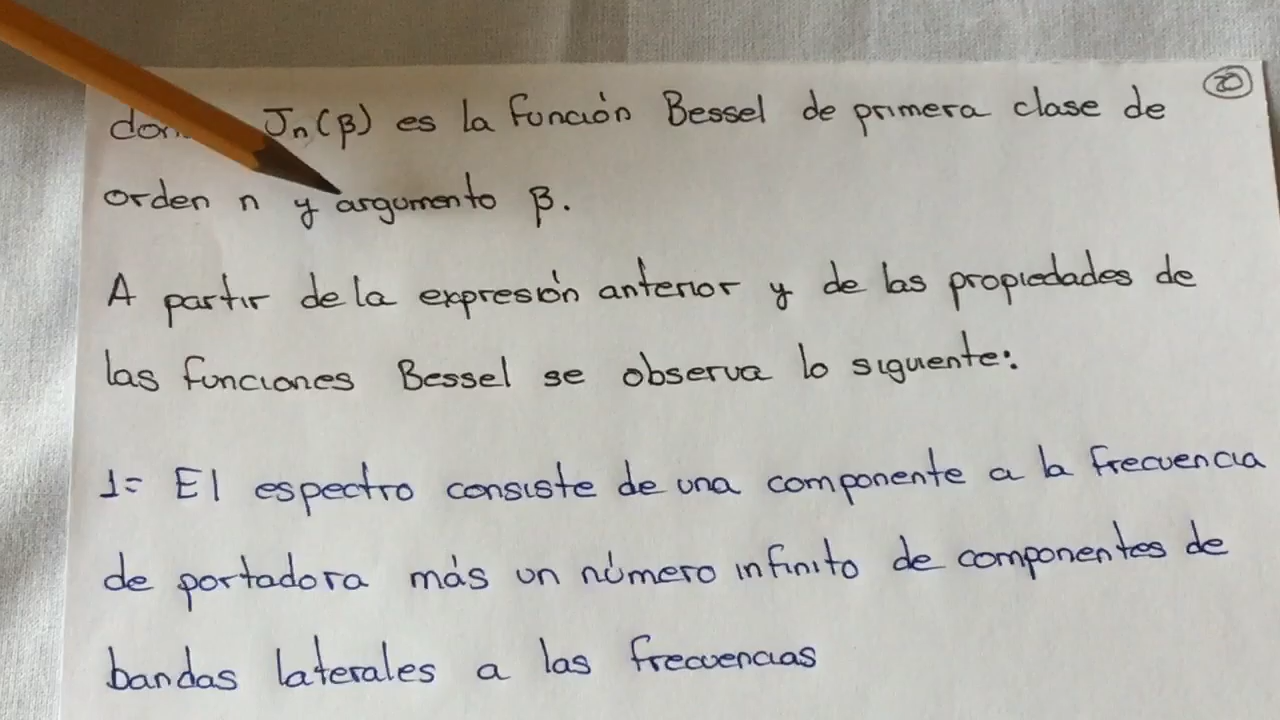 20
Jn(β) es la función Bessel de primera clase de
orden n y argumento β.
A partir de la expresión anterior y de las propiedades de
las funciones Bessel se observa lo siguiente:
1= El espectro consiste de una componente a la frecuencia
de portadora más un número infinito de componentes de
bandas laterales a las frecuencias